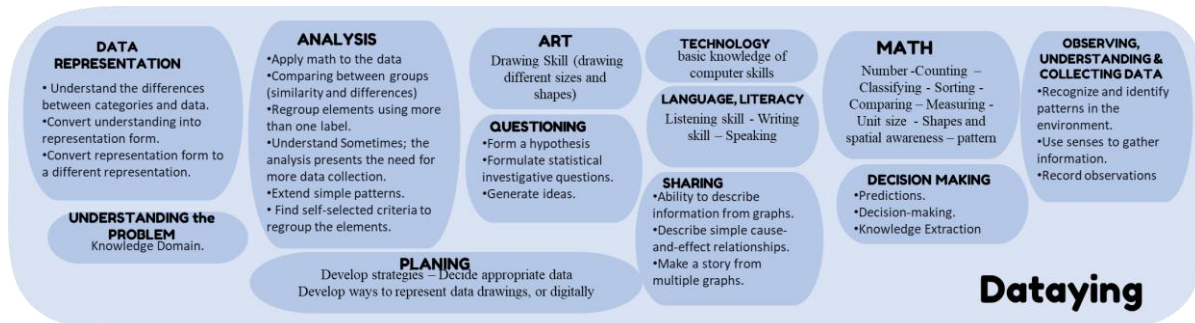 DATA
REPRESENTATION
• Understand the differences
between categories and data.
•Convert understanding into
representation form.
•Convert representation form to
a different representation.
UNDERSTANDING the
PROBLEM
Knowledge Domain.
ANALYSIS
•Apply math to the data
•Comparing between groups
(similarity and differences)
•Regroup elements using more
than one label.
•Understand Sometimes; the
analysis presents the need for
more data collection.
•Extend simple patterns.
• Find self-selected criteria to
regroup the elements.
PLANING
Develop strategies – Decide appropriate data
Develop ways to represent data drawings, or digitally
ART
Drawing Skill (drawing
different sizes and
shapes)
QUESTIONING
•Form a hypothesis
•Formulate statistical
investigative questions.
•Generate ideas.
TECHNOLOGY
basic knowledge of
computer skills
LANGUAGE, LITERACY
Listening skill - Writing
skill – Speaking
SHARING
•Ability to describe
information from graphs.
•Describe simple cause-
and-effect relationships.
•Make a story from
multiple graphs.
MATH
Number -Counting –
Classifying - Sorting -
Comparing – Measuring -
Unit size - Shapes and
spatial awareness – pattern
DECISION MAKING
•Predictions.
•Decision-making.
•Knowledge Extraction
OBSERVING,
UNDERSTANDING &
COLLECTING DATA
•Recognize and identify
patterns in the
environment.
•Use senses to gather
information.
•Record observations
Dataying